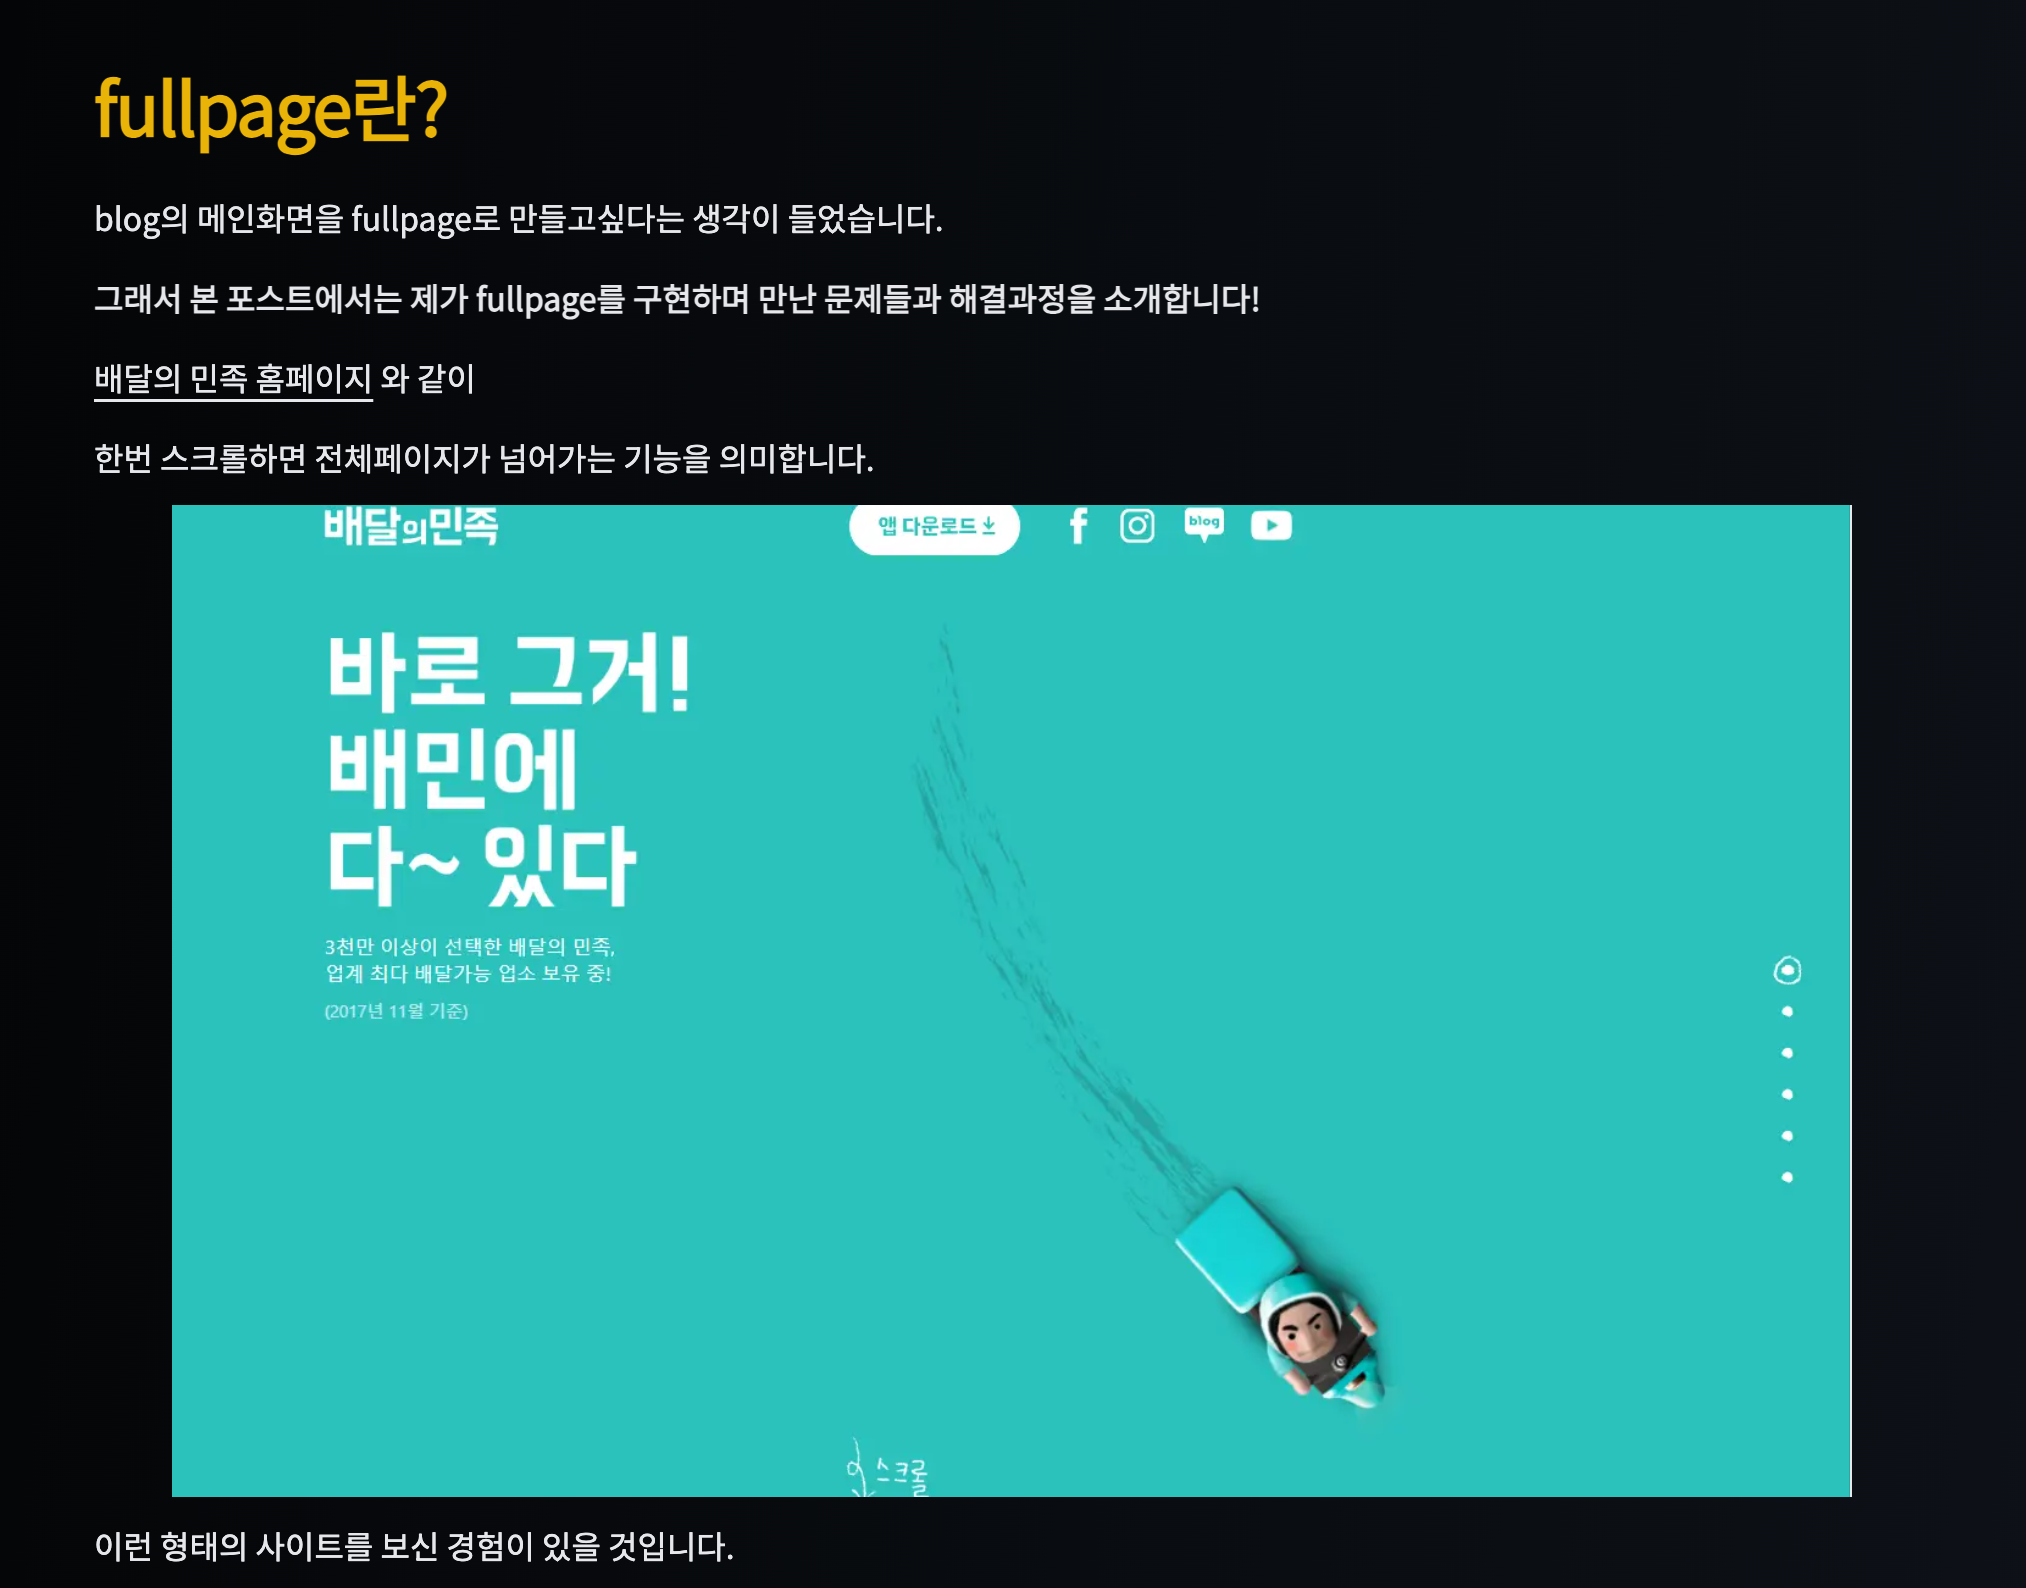 fullpage란?
blog의 메인화면을 fullpage로 만들고싶다는 생각이 들었습니다.
그래서 본 포스트에서는 제가 fullpage를 구현하며 만난 문제들과 해결과정을 소개합니다!
배달의 민족 홈페이지 와 같이
한번 스크롤하면 전체페이지가 넘어가는 기능을 의미합니다.
배달의민족 앱 다운로드 blog
바로 그거!
배민에
다~ 있다
3천만 이상이 선택한 배달의 민족,
업계 최다 배달가능 업소 보유 중!
(2017년 11월 기준)
스크롤
이런 형태의 사이트를 보신 경험이 있을 것입니다.